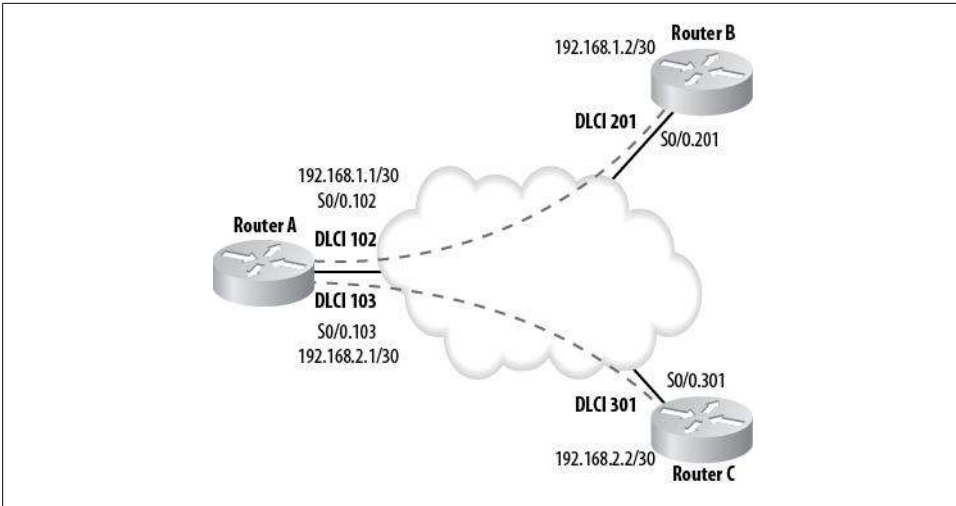 Router B
192.168.1.2/30
DLCI 201
S0/0.201
192.168.1.1/30
S0/0.102
Router A
DLCI 102
DLCI 103
S0/0.103
192.168.2.1/30
S0/0.301
DLCI 301
192.168.2.2/30
Router C